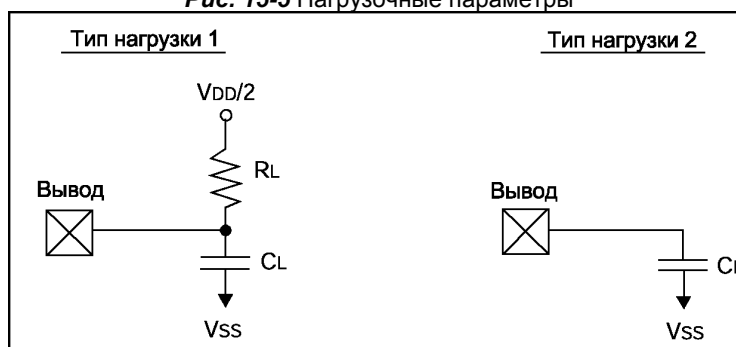 Рис. 15-5 Нагрузочные параметры
Тип нагрузки 1
Тип нагрузки 2
VDD/2
RL
Вывод
CL
VSS
Вывод
VSS